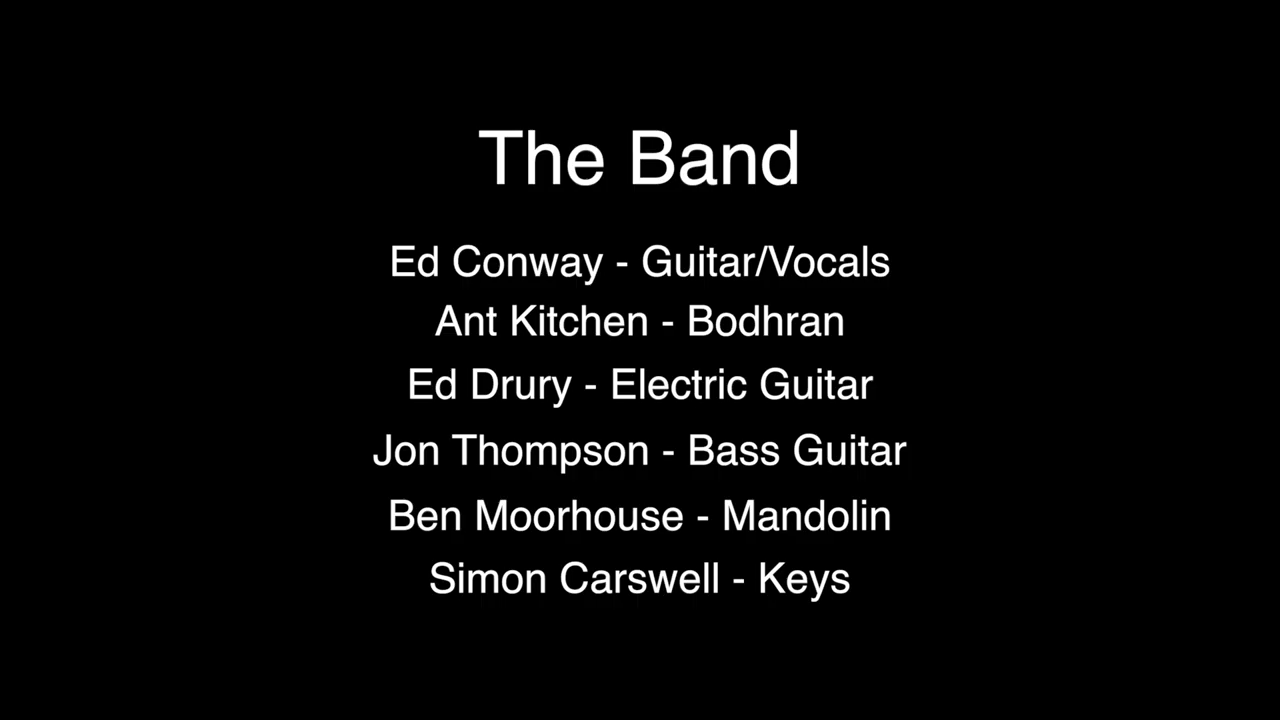 The Band
Ed Conway - Guitar/Vocals
Ant Kitchen - Bodhran
Ed Drury - Electric Guitar
Jon Thompson - Bass Guitar
Ben Moorhouse - Mandolin
Simon Carswell - Keys